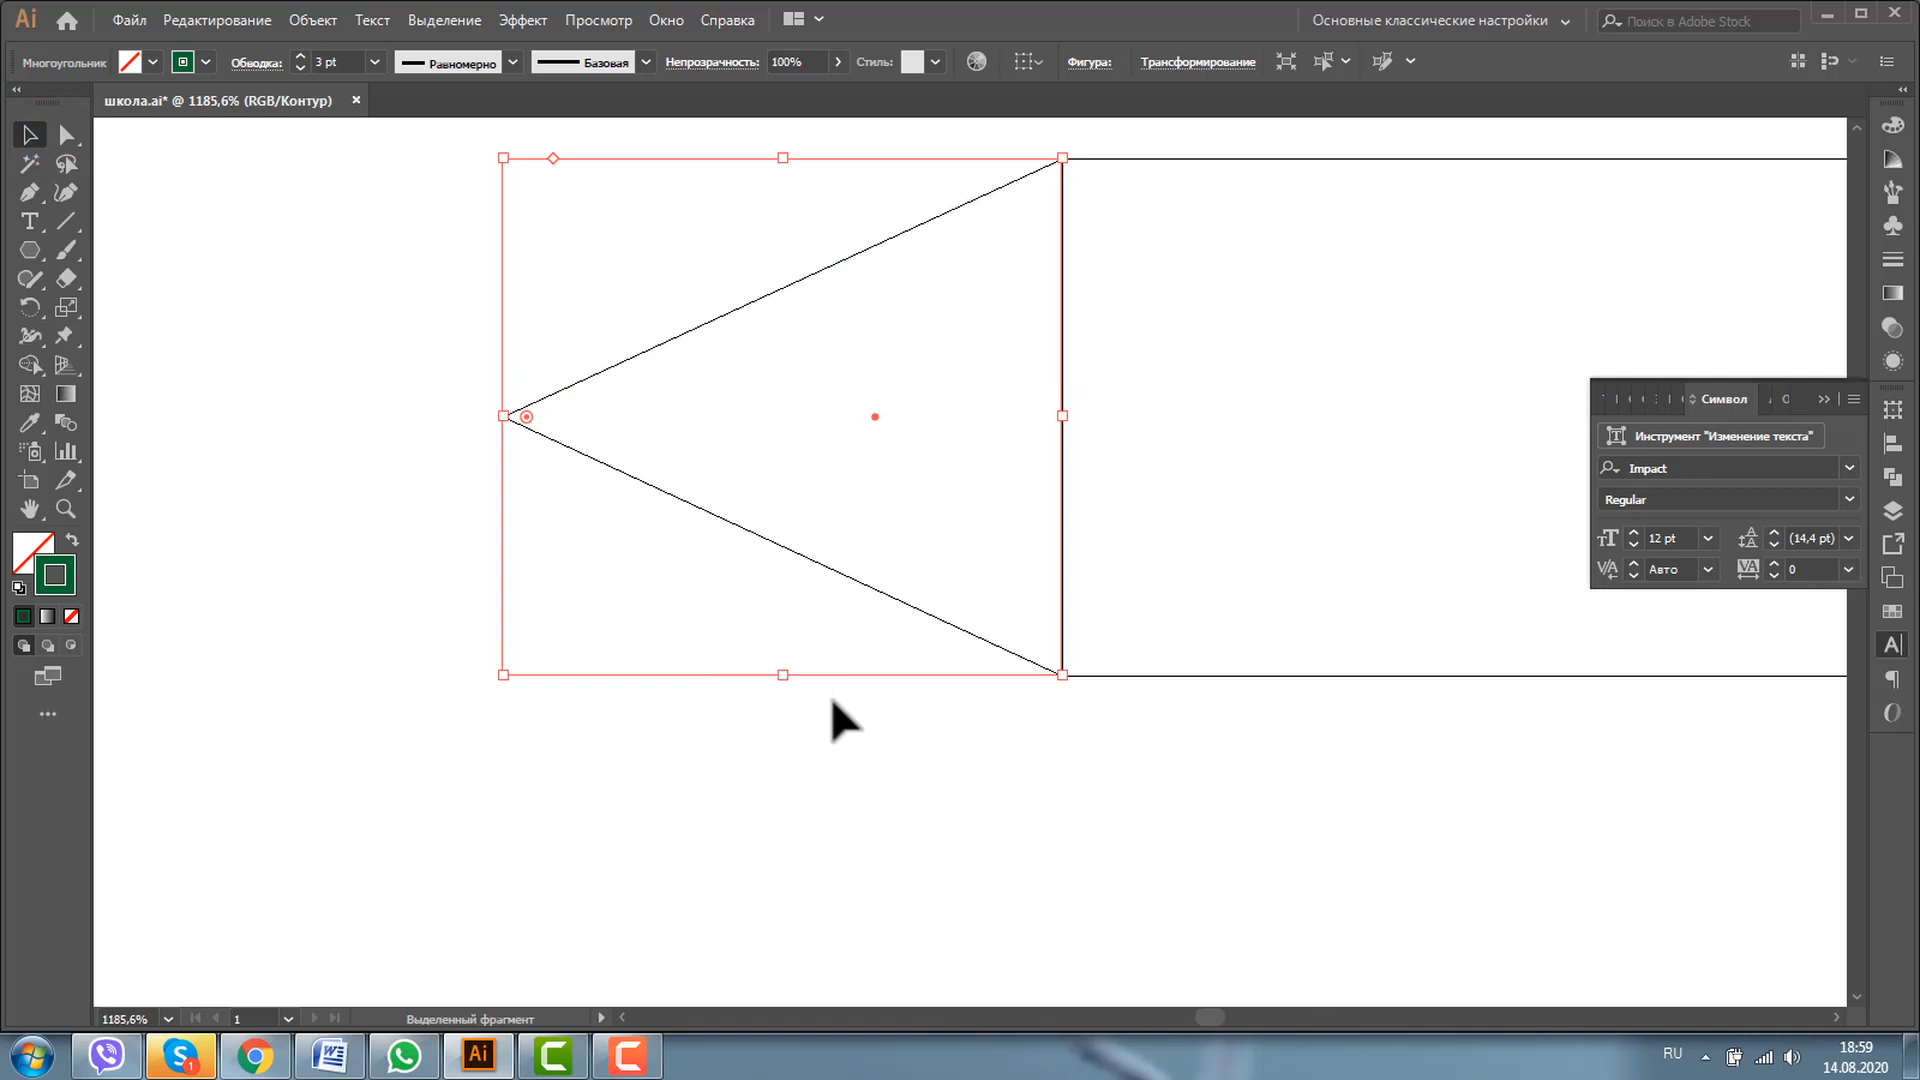 Ai Файл Редактирование Объект Текст Выделение Эффект Просмотр Окно Справка Основные классические настройки Поиск в Adobe Stock
Многоугольник Обводка: 3 pt Равномерно Базовая Непрозрачность: 100% Стиль: Фигура: Трансформирование
школа.ai* @ 1185,6% (RGB/Контур) ×
Символ
Инструмент "Изменение текста"
Impact
Regular
12 pt (14,4 pt)
Авто 0
1185,6% 1 Выделенный фрагмент
RU 18:59
14.08.2020